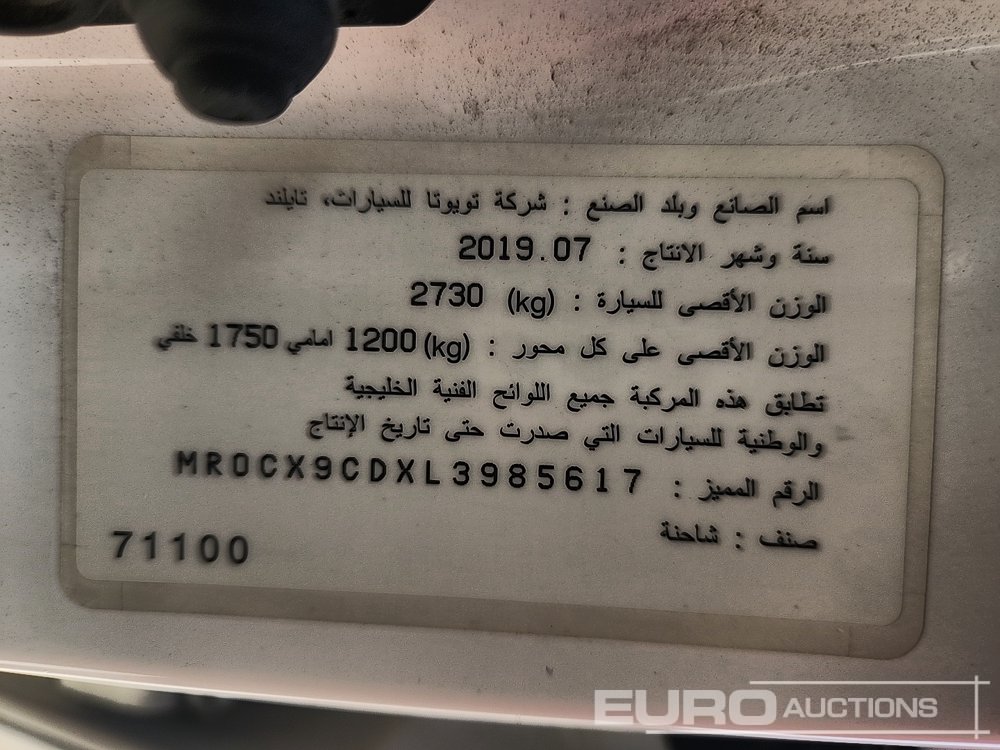 اسم الصانع وبلد الصنع : شركة تويوتا للسيارات، تايلند
سنة وشهر الانتاج : 2019.07
الوزن الأقصى للسيارة : (kg) 2730
الوزن الأقصى على كل محور : (kg) 1200 امامي 1750 خلفي
تطابق هذه المركبة جميع اللوائح الفنية الخليجية
والوطنية للسيارات التي صدرت حتى تاريخ الإنتاج
الرقم المميز : MR0CX9CDXL3985617
صنف : شاحنة
71100
EURO AUCTIONS